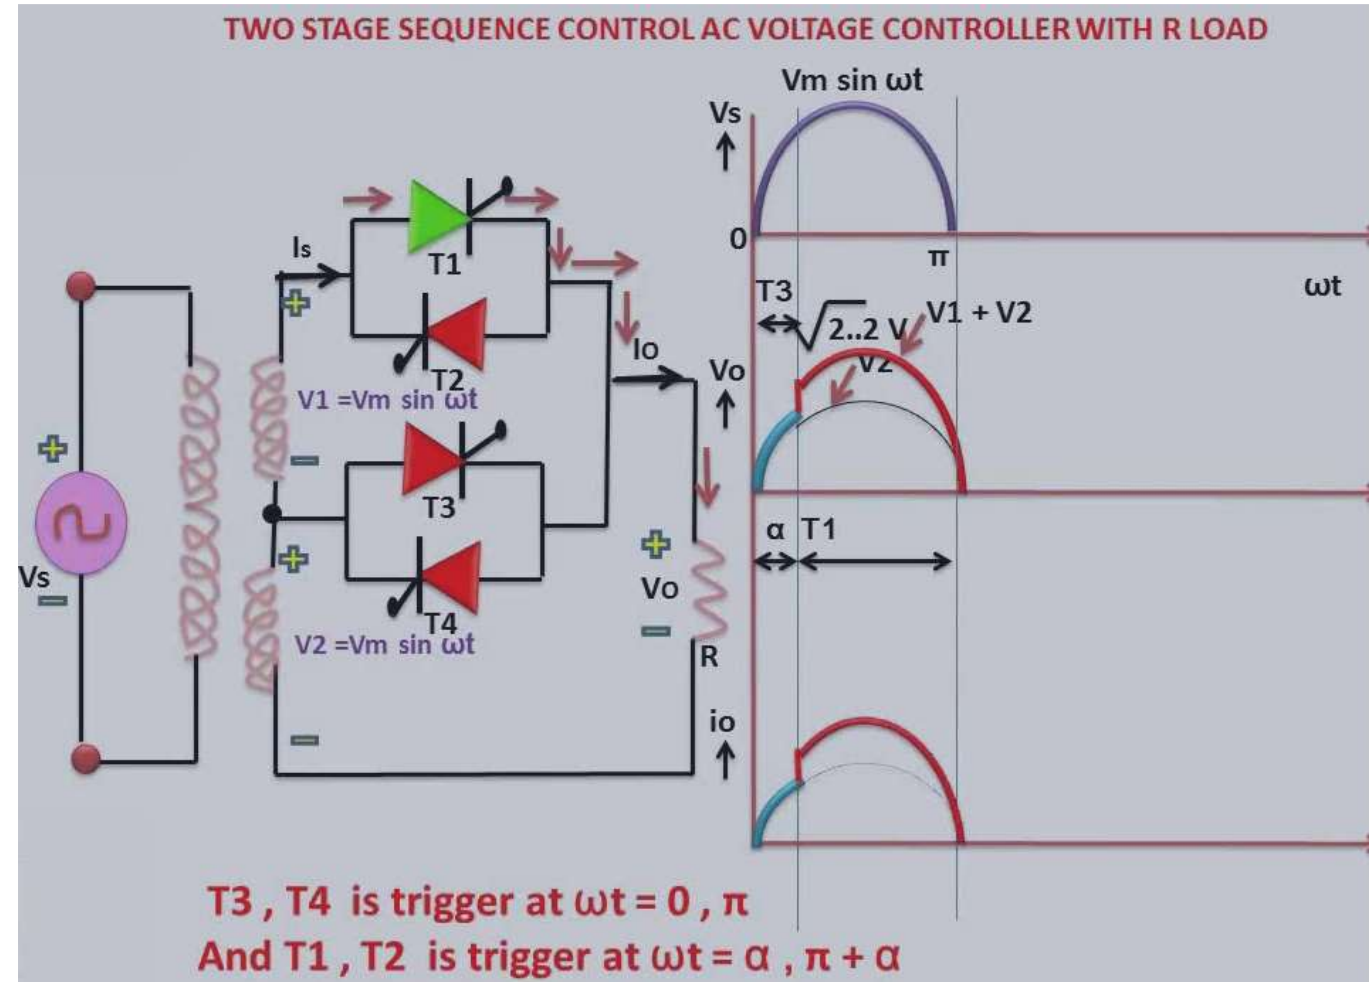 TWO STAGE SEQUENCE CONTROL AC VOLTAGE CONTROLLER WITH R LOAD
Vm sin ωt
Vs
0
π
ωt
Is
T1
T2
V1 =Vm sin ωt
T3
T4
V2 =Vm sin ωt
Vs
Io
Vo
R
T3
√2..2 V
V1 + V2
V2
Vo
α T1
io
T3 , T4 is trigger at ωt = 0 , π
And T1 , T2 is trigger at ωt = α , π + α